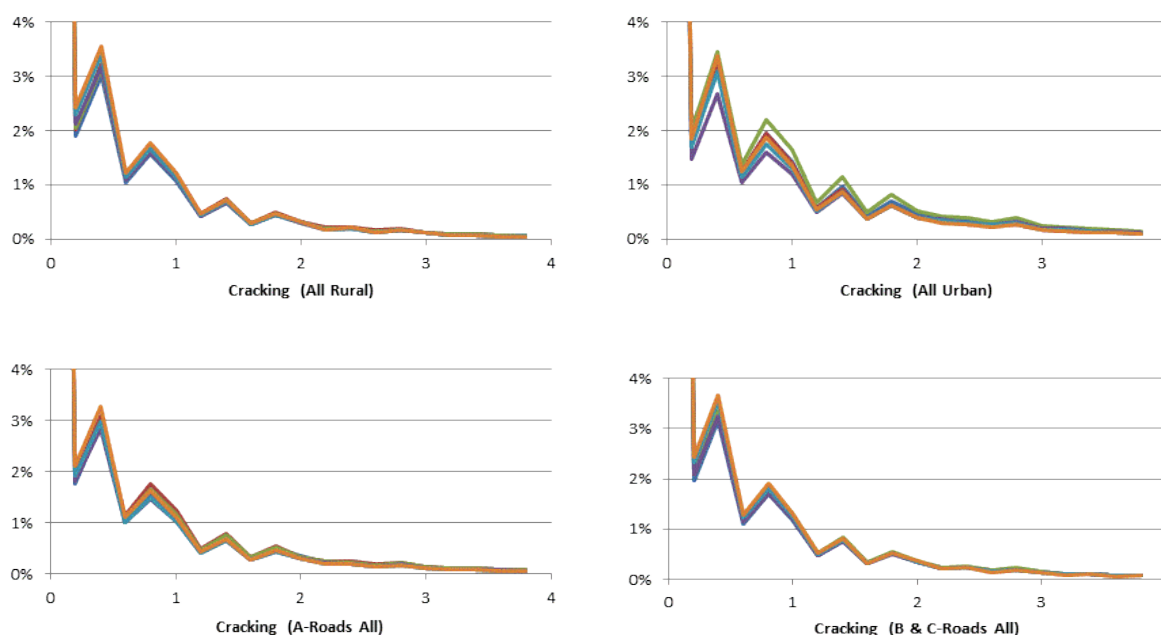 4%
3%
2%
1%
0%
0 1 2 3 4
Cracking (All Rural)
4%
3%
2%
1%
0%
0 1 2 3
Cracking (All Urban)
4%
3%
2%
1%
0%
0 1 2 3 4
Cracking (A-Roads All)
4%
3%
2%
1%
0%
0 1 2 3
Cracking (B & C-Roads All)